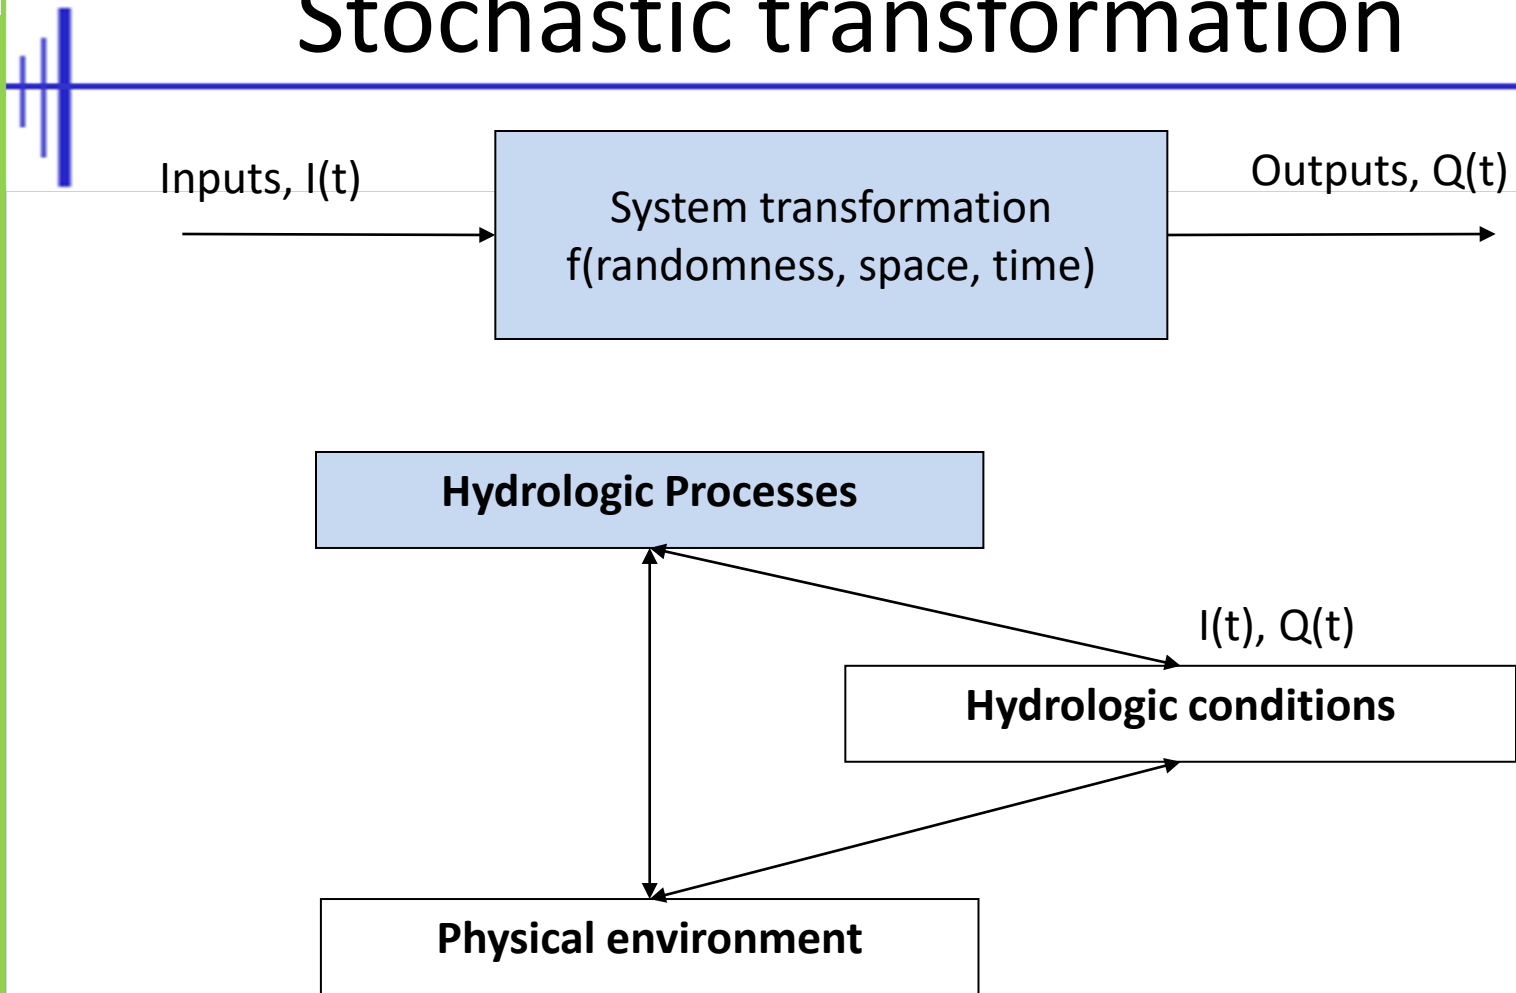 Stochastic transformation
Inputs, I(t)
System transformation
f(randomness, space, time)
Outputs, Q(t)
Hydrologic Processes
I(t), Q(t)
Hydrologic conditions
Physical environment